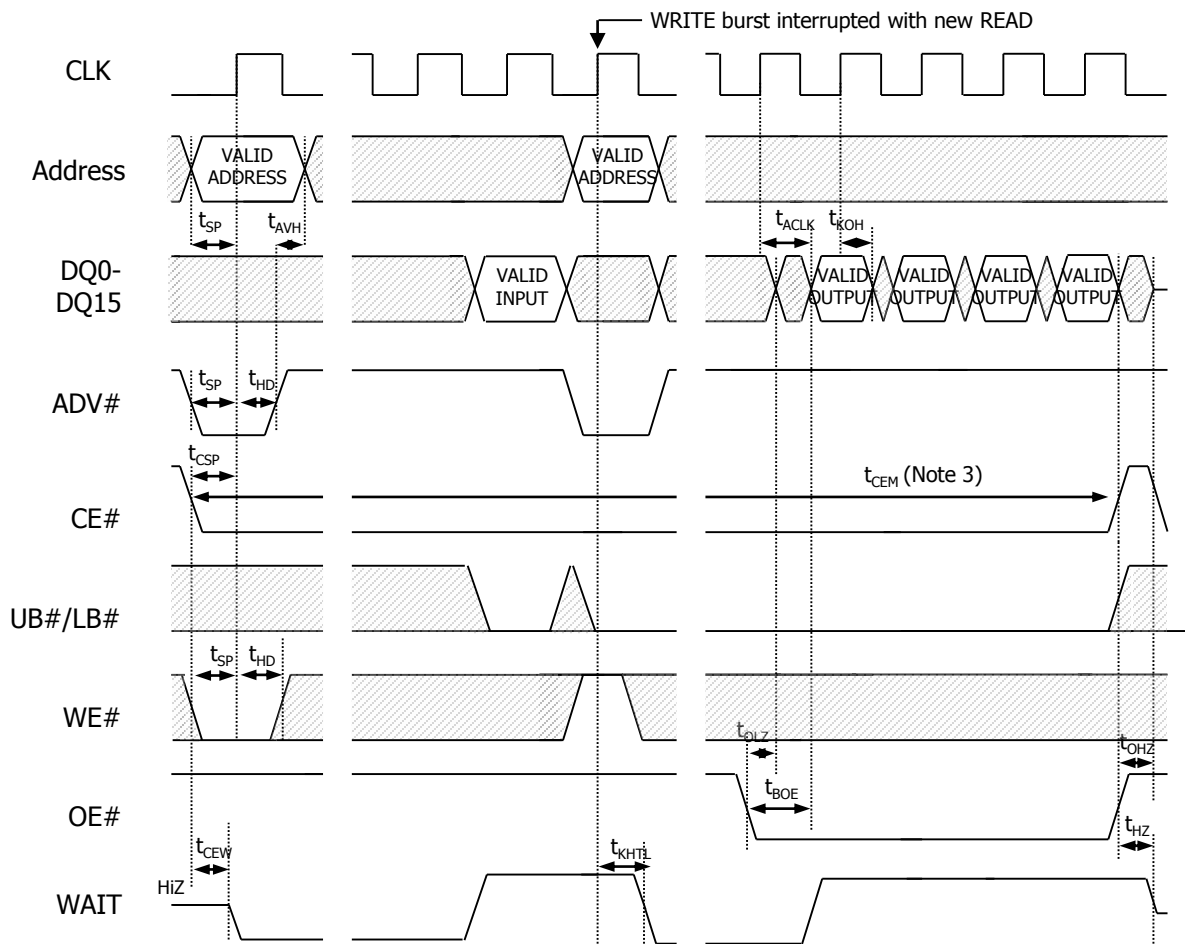 WRITE burst interrupted with new READ
CLK
Address
VALID
ADDRESS
VALID
ADDRESS
tSP
tAVH
tACLK
tKOH
DQ0-
DQ15
VALID
INPUT
VALID
OUTPUT
VALID
OUTPUT
VALID
OUTPUT
VALID
OUTPUT
ADV#
tSP
tHD
tCSP
tCEM (Note 3)
CE#
UB#/LB#
tSP
tHD
WE#
tOLZ
tOHZ
OE#
tBOE
tCEW
tKHTL
tHZ
HiZ
WAIT